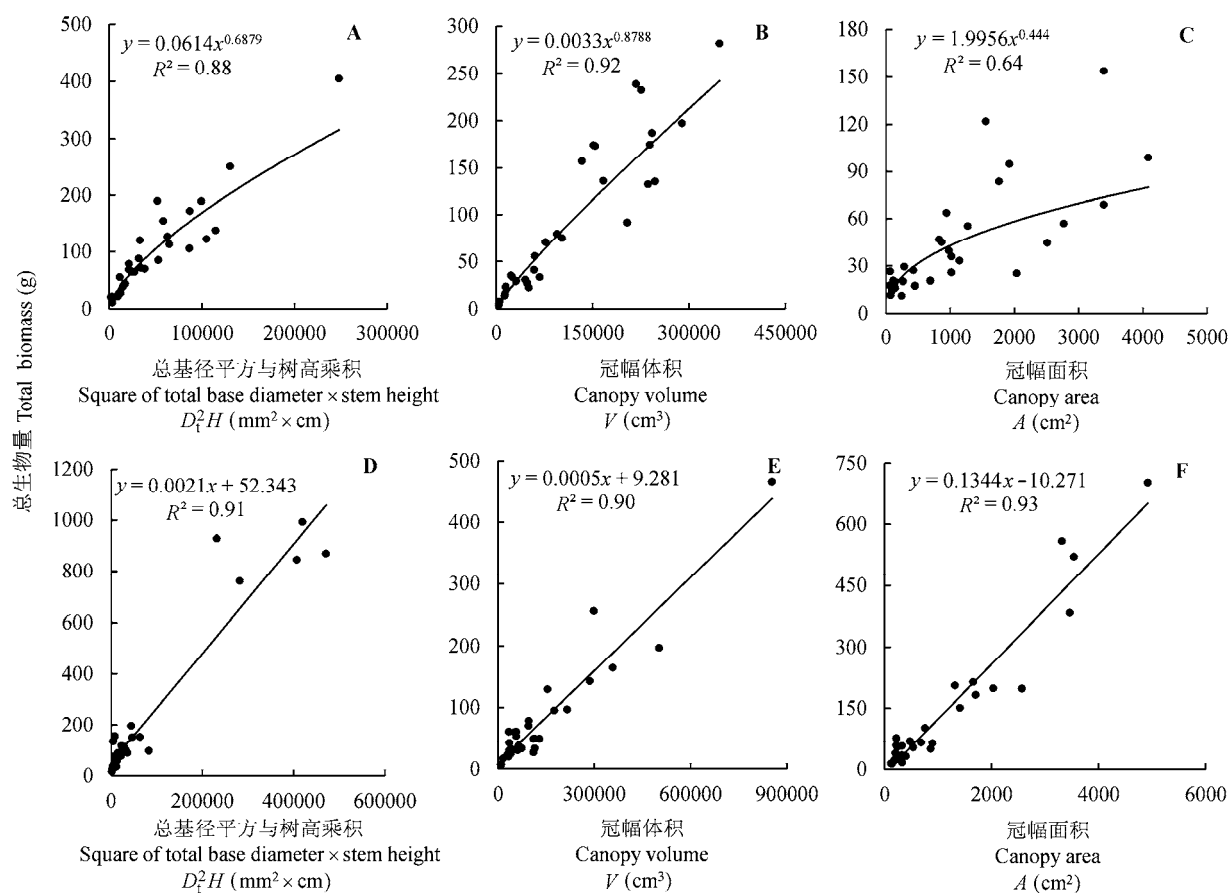 总生物量 Total biomass (g)
500
400
300
200
100
0
y = 0.0614x^0.6879
R² = 0.88
A
0
100000
200000
300000
总基径平方与树高乘积
Square of total base diameter × stem height
Dₜ²H (mm² × cm)
300
250
200
150
100
50
0
y = 0.0033x^0.8788
R² = 0.92
B
0
150000
300000
450000
冠幅体积
Canopy volume
V (cm³)
180
150
120
90
60
30
0
y = 1.9956x^0.444
R² = 0.64
C
0
1000
2000
3000
4000
5000
冠幅面积
Canopy area
A (cm²)
1200
1000
800
600
400
200
0
y = 0.0021x + 52.343
R² = 0.91
D
0
200000
400000
600000
总基径平方与树高乘积
Square of total base diameter × stem height
Dₜ²H (mm² × cm)
500
400
300
200
100
0
y = 0.0005x + 9.281
R² = 0.90
E
0
300000
600000
900000
冠幅体积
Canopy volume
V (cm³)
750
600
450
300
150
0
y = 0.1344x − 10.271
R² = 0.93
F
0
2000
4000
6000
冠幅面积
Canopy area
A (cm²)